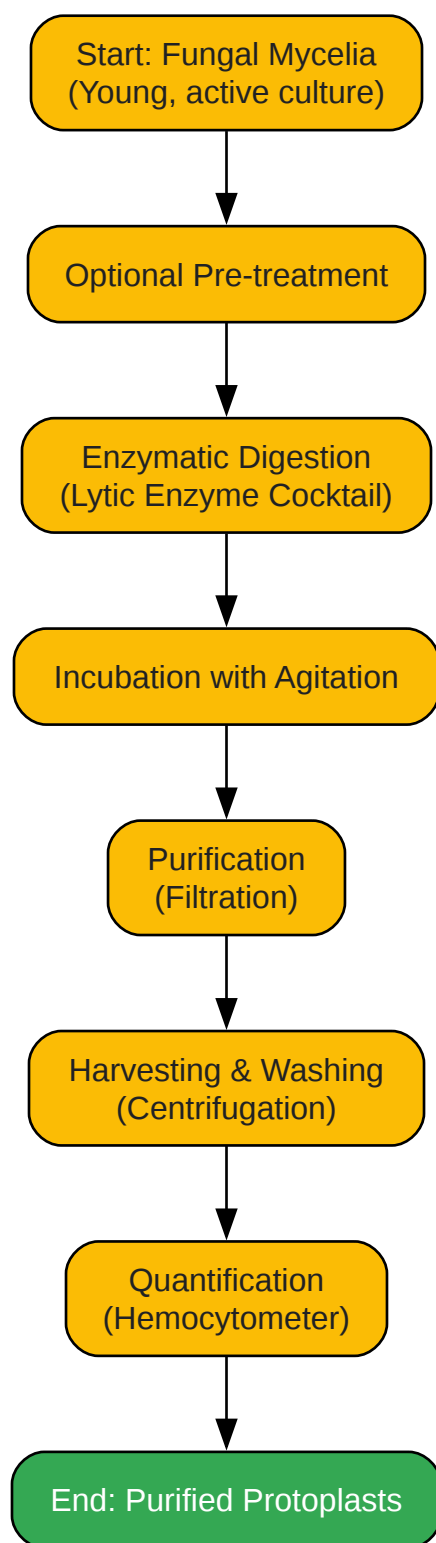 Start: Fungal Mycelia
(Young, active culture)
Optional Pre-treatment
Enzymatic Digestion
(Lytic Enzyme Cocktail)
Incubation with Agitation
Purification
(Filtration)
Harvesting & Washing
(Centrifugation)
Quantification
(Hemocytometer)
End: Purified Protoplasts